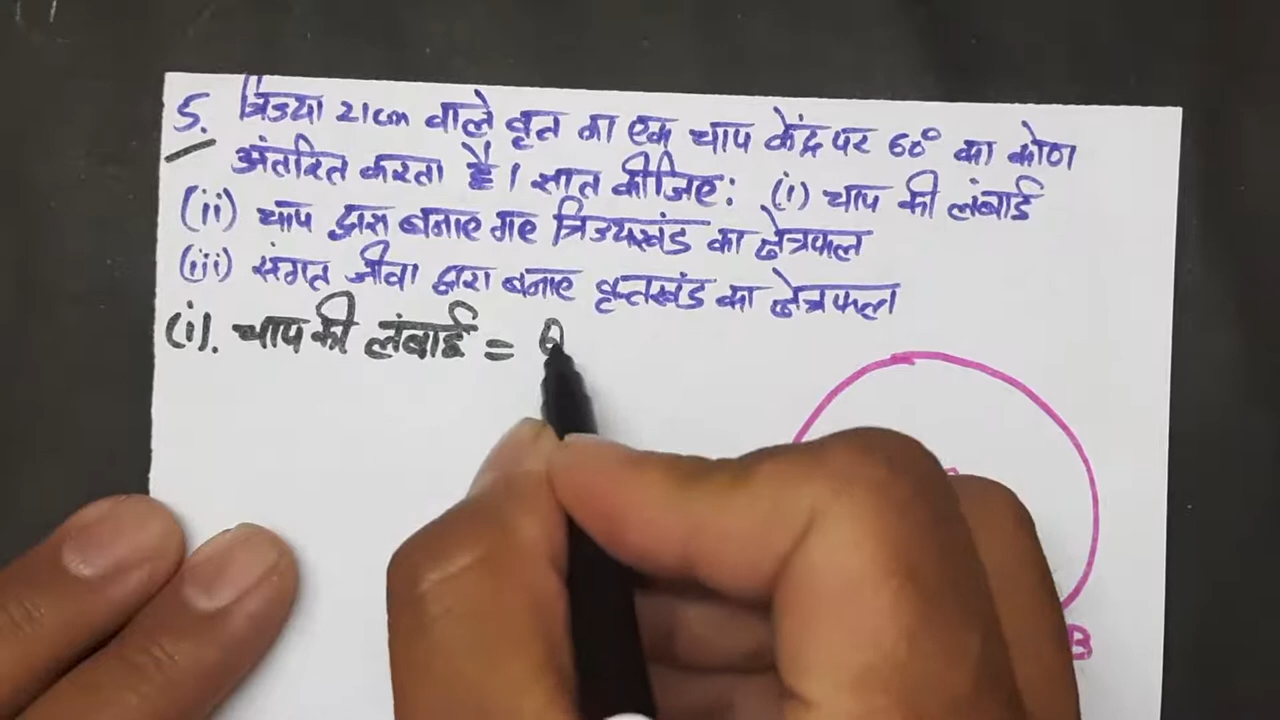 5. त्रिज्या 21cm वाले वृत का एक चाप केंद्र पर 60° का कोण
अंतरित करता है। ज्ञात कीजिए: (i) चाप की लंबाई
(ii) चाप द्वारा बनाए गए त्रिज्यखंड का क्षेत्रफल
(iii) संगत जीवा द्वारा बनाए वृत्तखंड का क्षेत्रफल
(i). चाप की लंबाई = θ
B